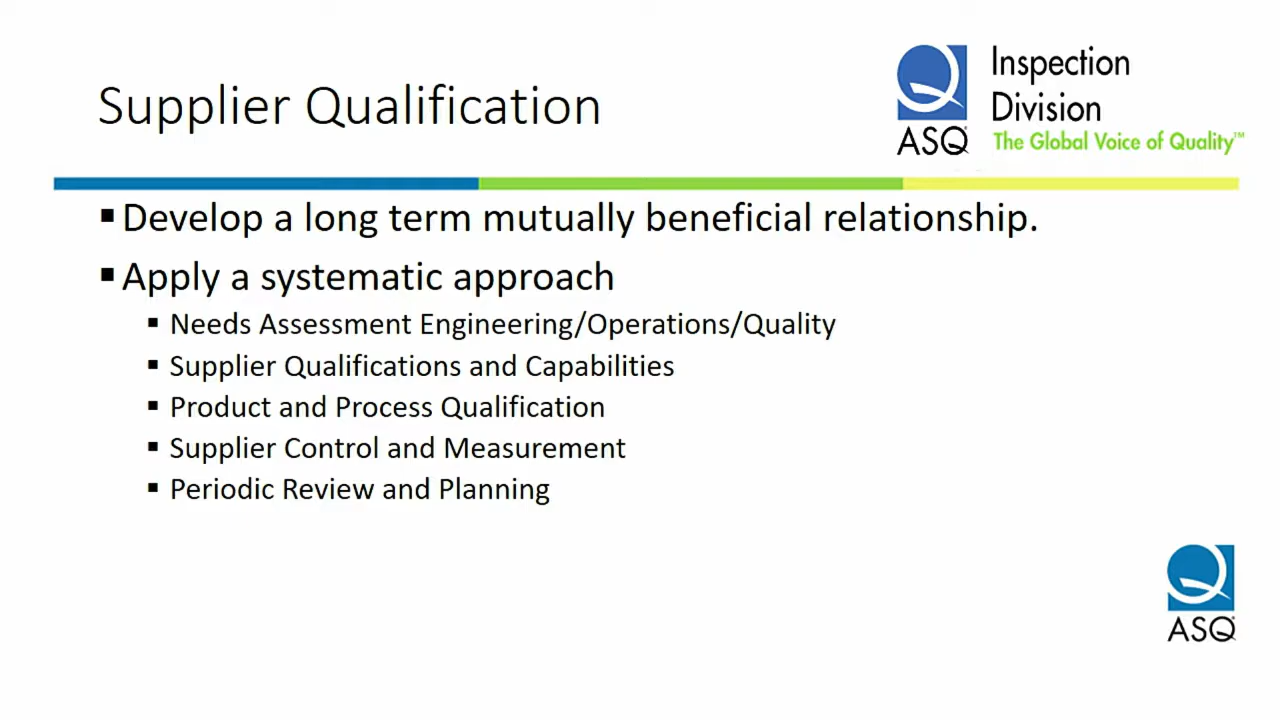 Supplier Qualification
Inspection
Division
ASQ
The Global Voice of Quality™
Develop a long term mutually beneficial relationship.
Apply a systematic approach
Needs Assessment Engineering/Operations/Quality
Supplier Qualifications and Capabilities
Product and Process Qualification
Supplier Control and Measurement
Periodic Review and Planning
ASQ